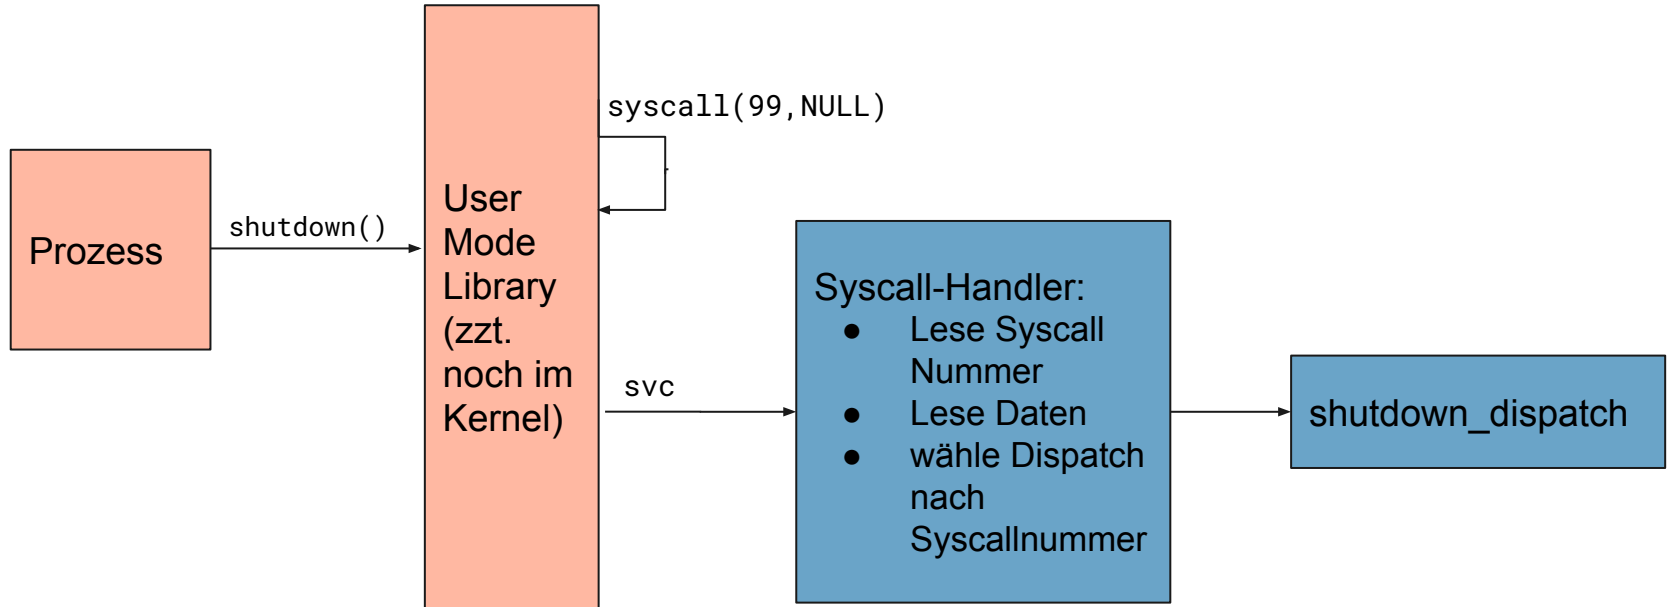 Prozess
shutdown()
User
Mode
Library
(zzt.
noch im
Kernel)
syscall(99,NULL)
svc
Syscall-Handler:
● Lese Syscall
Nummer
● Lese Daten
● wähle Dispatch
nach
Syscallnummer
shutdown_dispatch